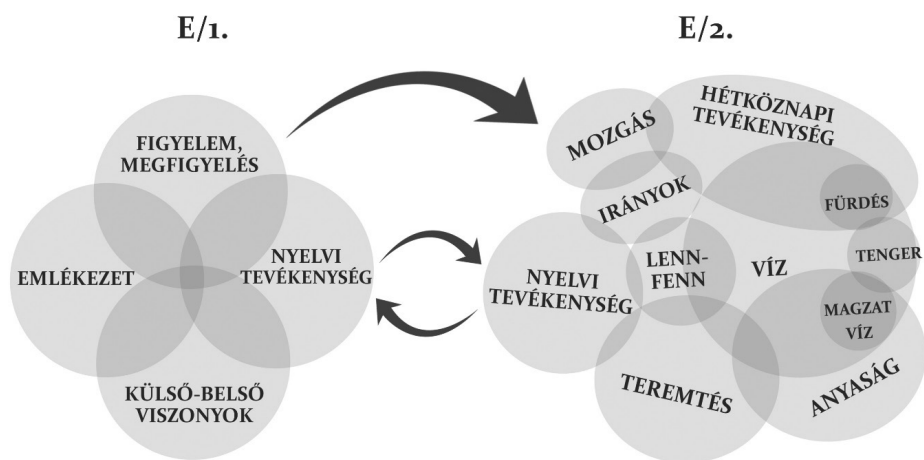 E/1.
FIGYELEM,
MEGFIGYELÉS
EMLÉKEZET
NYELVI
TEVÉKENYSÉG
KÜLSŐ-BELSŐ
VISZONYOK
E/2.
MOZGÁS
HÉTKÖZNAPI
TEVÉKENYSÉG
IRÁNYOK
FÜRDÉS
NYELVI
TEVÉKENYSÉG
LENN-
FENN
VÍZ
TENGER
MAGZAT
VÍZ
TEREMTÉS
ANYASÁG